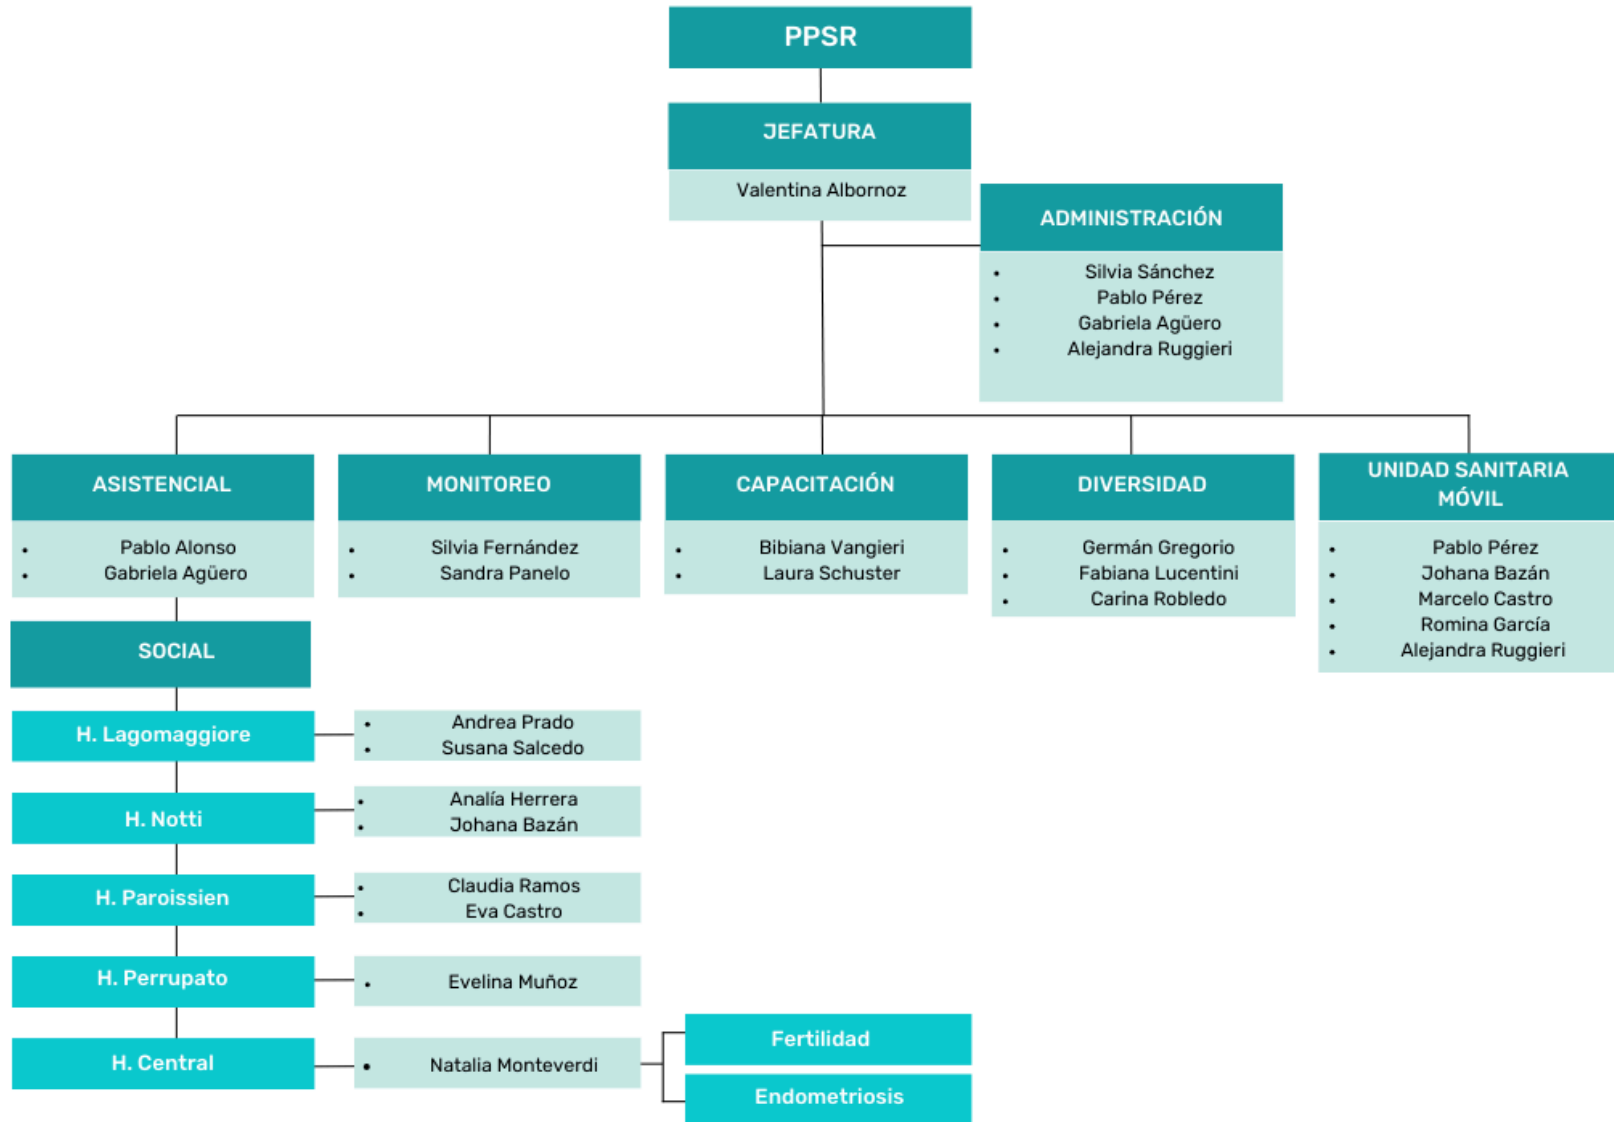 PPSR
JEFATURA
Valentina Albornoz
ADMINISTRACIÓN
• Silvia Sánchez
• Pablo Pérez
• Gabriela Agüero
• Alejandra Ruggieri
ASISTENCIAL
• Pablo Alonso
• Gabriela Agüero
MONITOREO
• Silvia Fernández
• Sandra Panelo
CAPACITACIÓN
• Bibiana Vangieri
• Laura Schuster
DIVERSIDAD
• Germán Gregorio
• Fabiana Lucentini
• Carina Robledo
UNIDAD SANITARIA
MÓVIL
• Pablo Pérez
• Johana Bazán
• Marcelo Castro
• Romina García
• Alejandra Ruggieri
SOCIAL
H. Lagomaggiore
• Andrea Prado
• Susana Salcedo
H. Notti
• Analía Herrera
• Johana Bazán
H. Paroissien
• Claudia Ramos
• Eva Castro
H. Perrupato
• Evelina Muñoz
H. Central
• Natalia Monteverdi
Fertilidad
Endometriosis